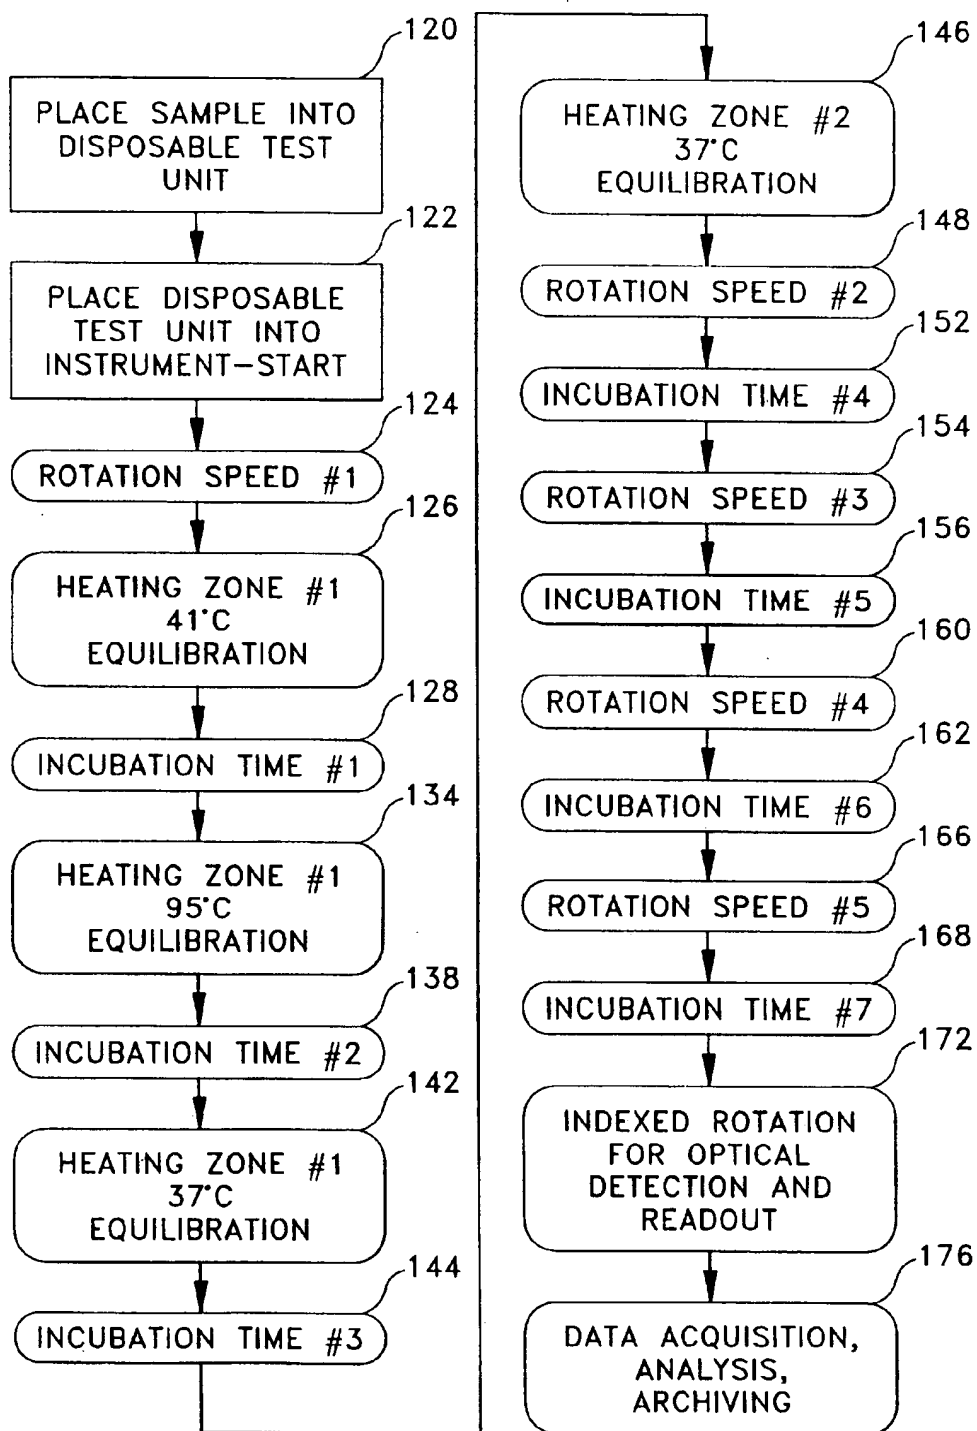 120
PLACE SAMPLE INTO
DISPOSABLE TEST
UNIT
122
PLACE DISPOSABLE
TEST UNIT INTO
INSTRUMENT-START
124
ROTATION SPEED #1
126
HEATING ZONE #1
41°C
EQUILIBRATION
128
INCUBATION TIME #1
134
HEATING ZONE #1
95°C
EQUILIBRATION
138
INCUBATION TIME #2
142
HEATING ZONE #1
37°C
EQUILIBRATION
144
INCUBATION TIME #3
146
HEATING ZONE #2
37°C
EQUILIBRATION
148
ROTATION SPEED #2
152
INCUBATION TIME #4
154
ROTATION SPEED #3
156
INCUBATION TIME #5
160
ROTATION SPEED #4
162
INCUBATION TIME #6
166
ROTATION SPEED #5
168
INCUBATION TIME #7
172
INDEXED ROTATION
FOR OPTICAL
DETECTION AND
READOUT
176
DATA ACQUISITION,
ANALYSIS,
ARCHIVING